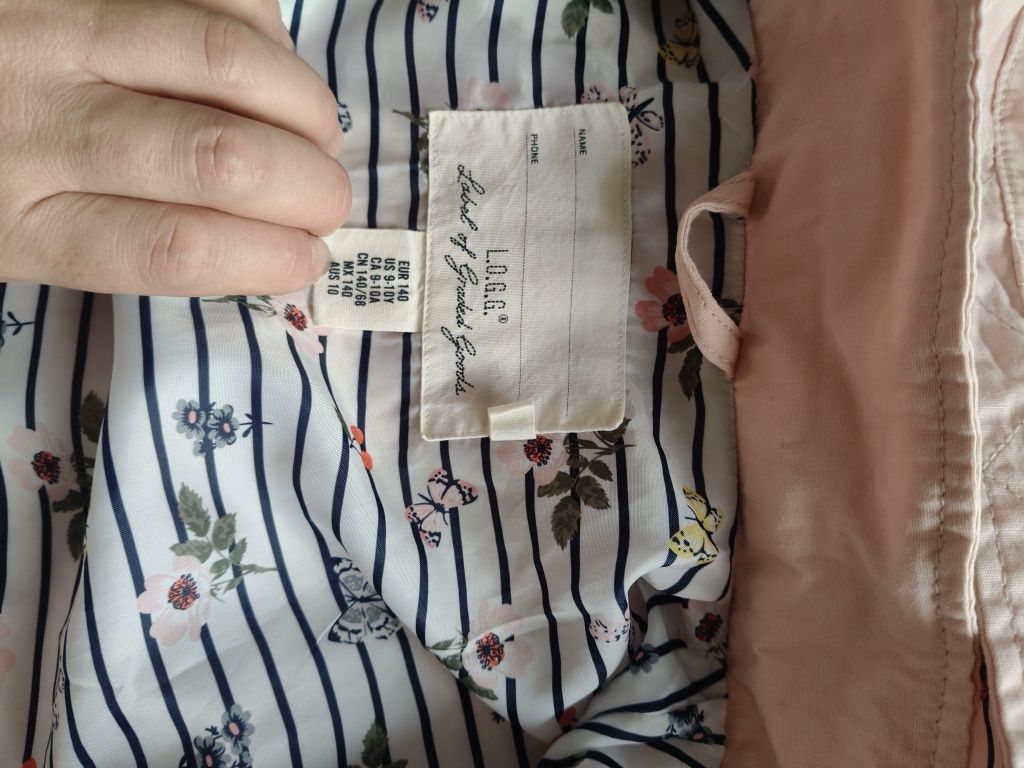 NAME
PHONE
L.O.G.G.®
Label of Graded Goods
EUR 140
US 9-10Y
CA 9-10A
CN 140/68
MX 140
AUS 10